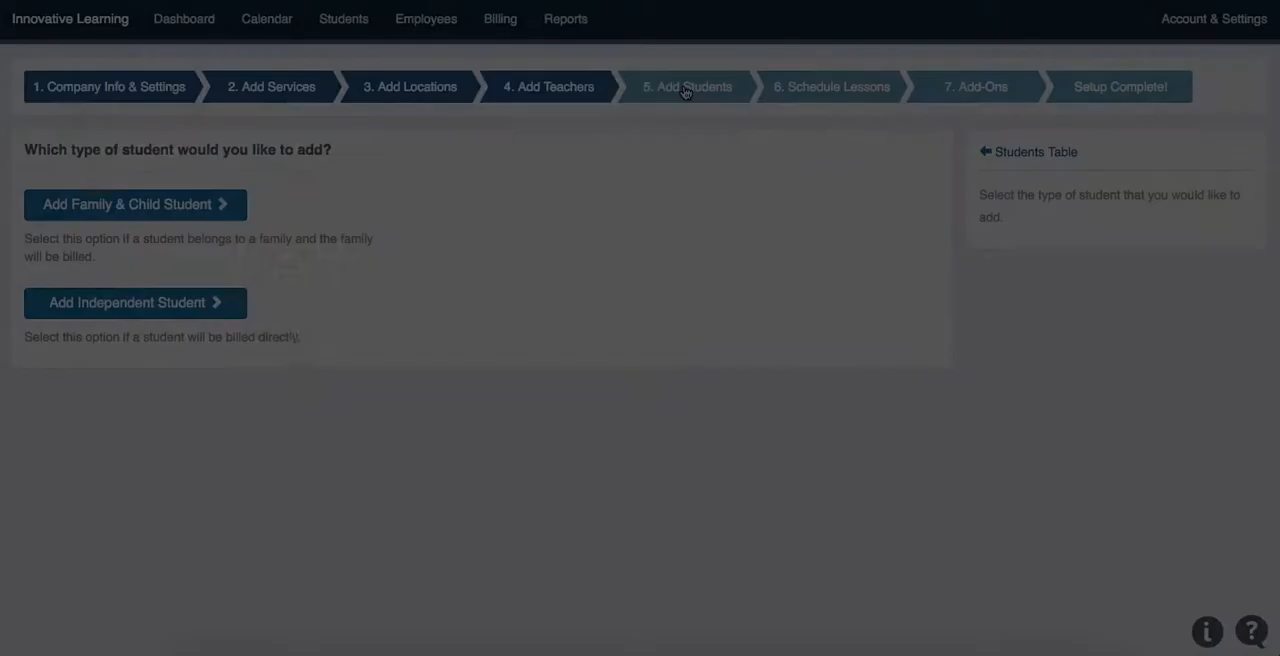 Innovative Learning Dashboard Calendar Students Employees Billing Reports Account & Settings
1. Company Info & Settings 2. Add Services 3. Add Locations 4. Add Teachers 5. Add Students 6. Schedule Lessons 7. Add-Ons Setup Complete!
Which type of student would you like to add?
Add Family & Child Student
Select this option if a student belongs to a family and the family
will be billed.
Add Independent Student
Select this option if a student will be billed directly.
Students Table
Select the type of student that you would like to
add.